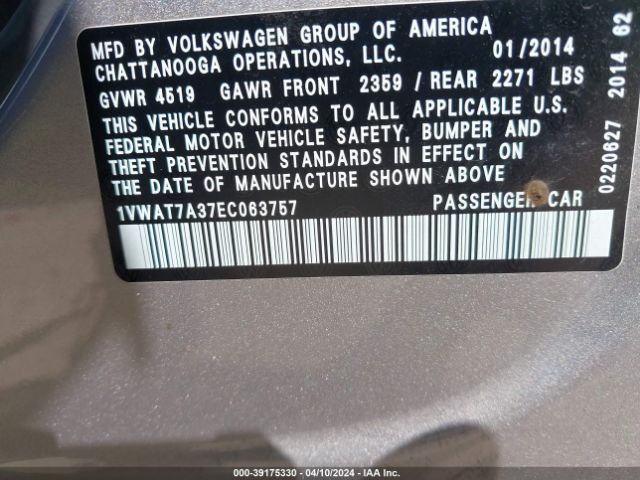 MFD BY VOLKSWAGEN GROUP OF AMERICA
CHATTANOOGA OPERATIONS, LLC. 01/2014
GVWR 4519 GAWR FRONT 2359 / REAR 2271 LBS
THIS VEHICLE CONFORMS TO ALL APPLICABLE U.S.
FEDERAL MOTOR VEHICLE SAFETY, BUMPER AND
THEFT PREVENTION STANDARDS IN EFFECT ON
THE DATE OF MANUFACTURE SHOWN ABOVE
1VWAT7A37EC063757 PASSENGER CAR
0220627 2014 62
000-39175330 - 04/10/2024 - IAA Inc.